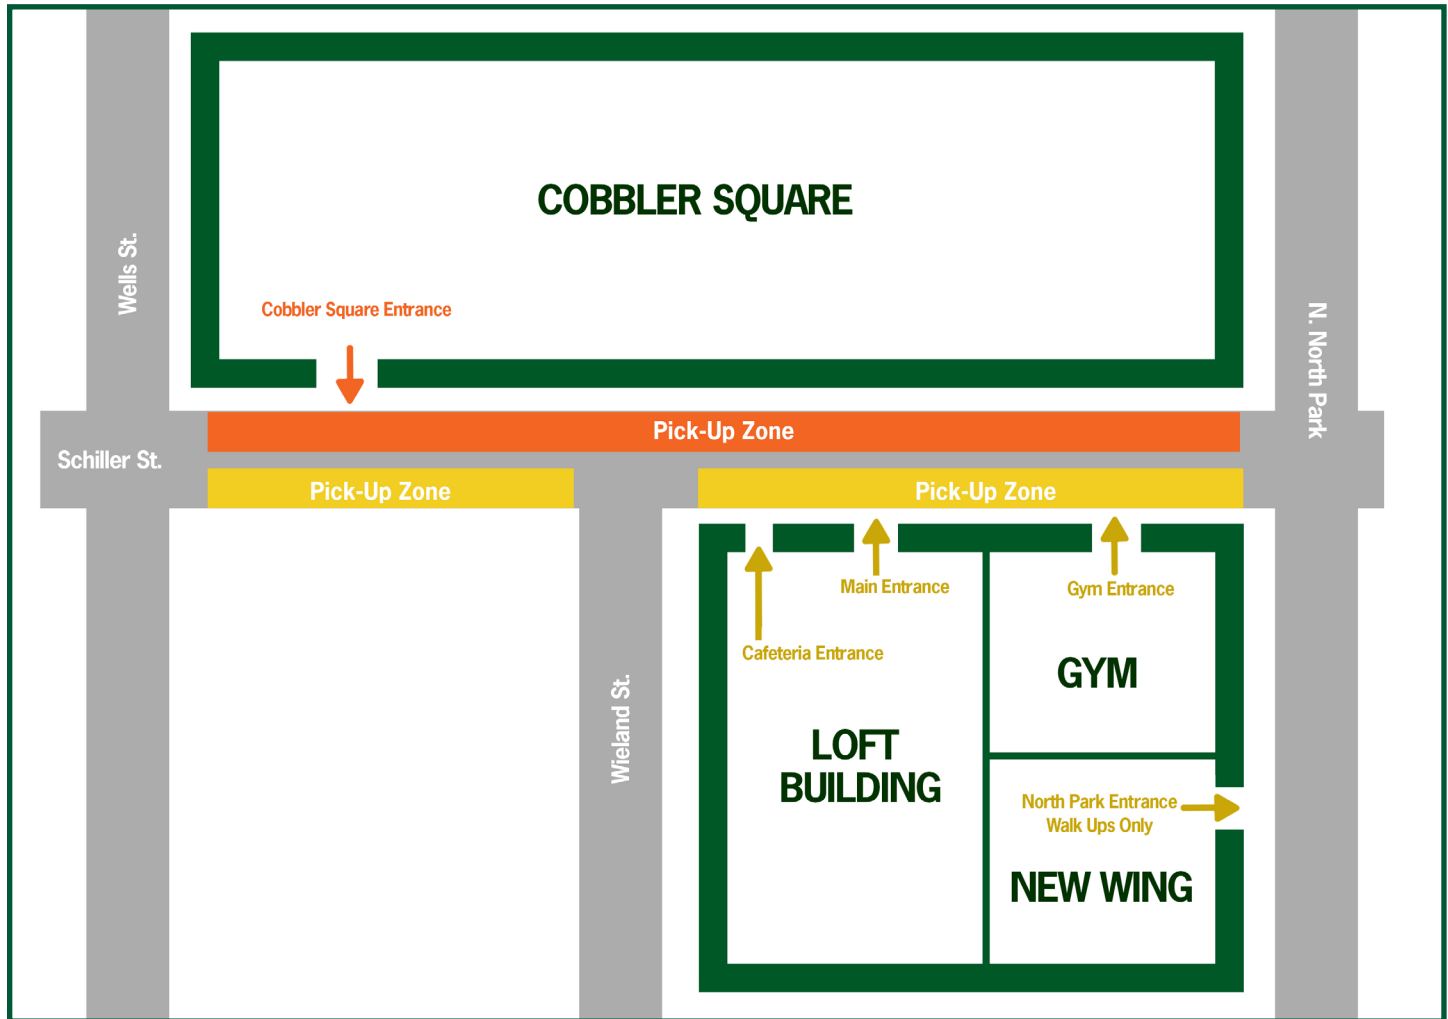 COBBLER SQUARE
Wells St.
Cobbler Square Entrance
N. North Park
Pick-Up Zone
Schiller St.
Pick-Up Zone
Pick-Up Zone
Main Entrance
Gym Entrance
Cafeteria Entrance
GYM
Wieland St.
LOFT
BUILDING
North Park Entrance
Walk Ups Only
NEW WING